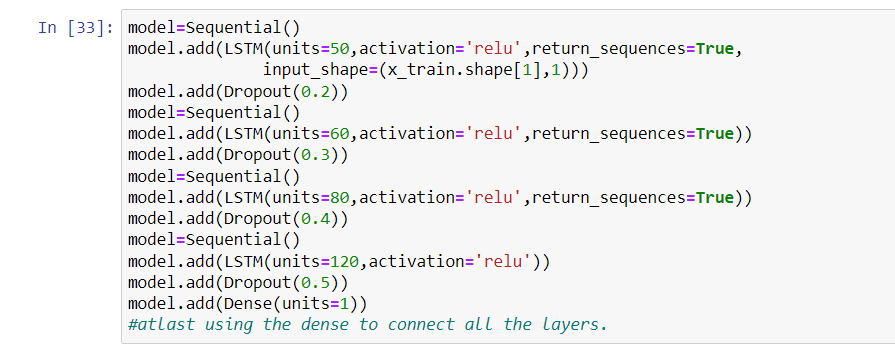 In [33]: model=Sequential()
model.add(LSTM(units=50,activation='relu',return_sequences=True,
input_shape=(x_train.shape[1],1)))
model.add(Dropout(0.2))
model=Sequential()
model.add(LSTM(units=60,activation='relu',return_sequences=True))
model.add(Dropout(0.3))
model=Sequential()
model.add(LSTM(units=80,activation='relu',return_sequences=True))
model.add(Dropout(0.4))
model=Sequential()
model.add(LSTM(units=120,activation='relu'))
model.add(Dropout(0.5))
model.add(Dense(units=1))
#atlast using the dense to connect all the layers.